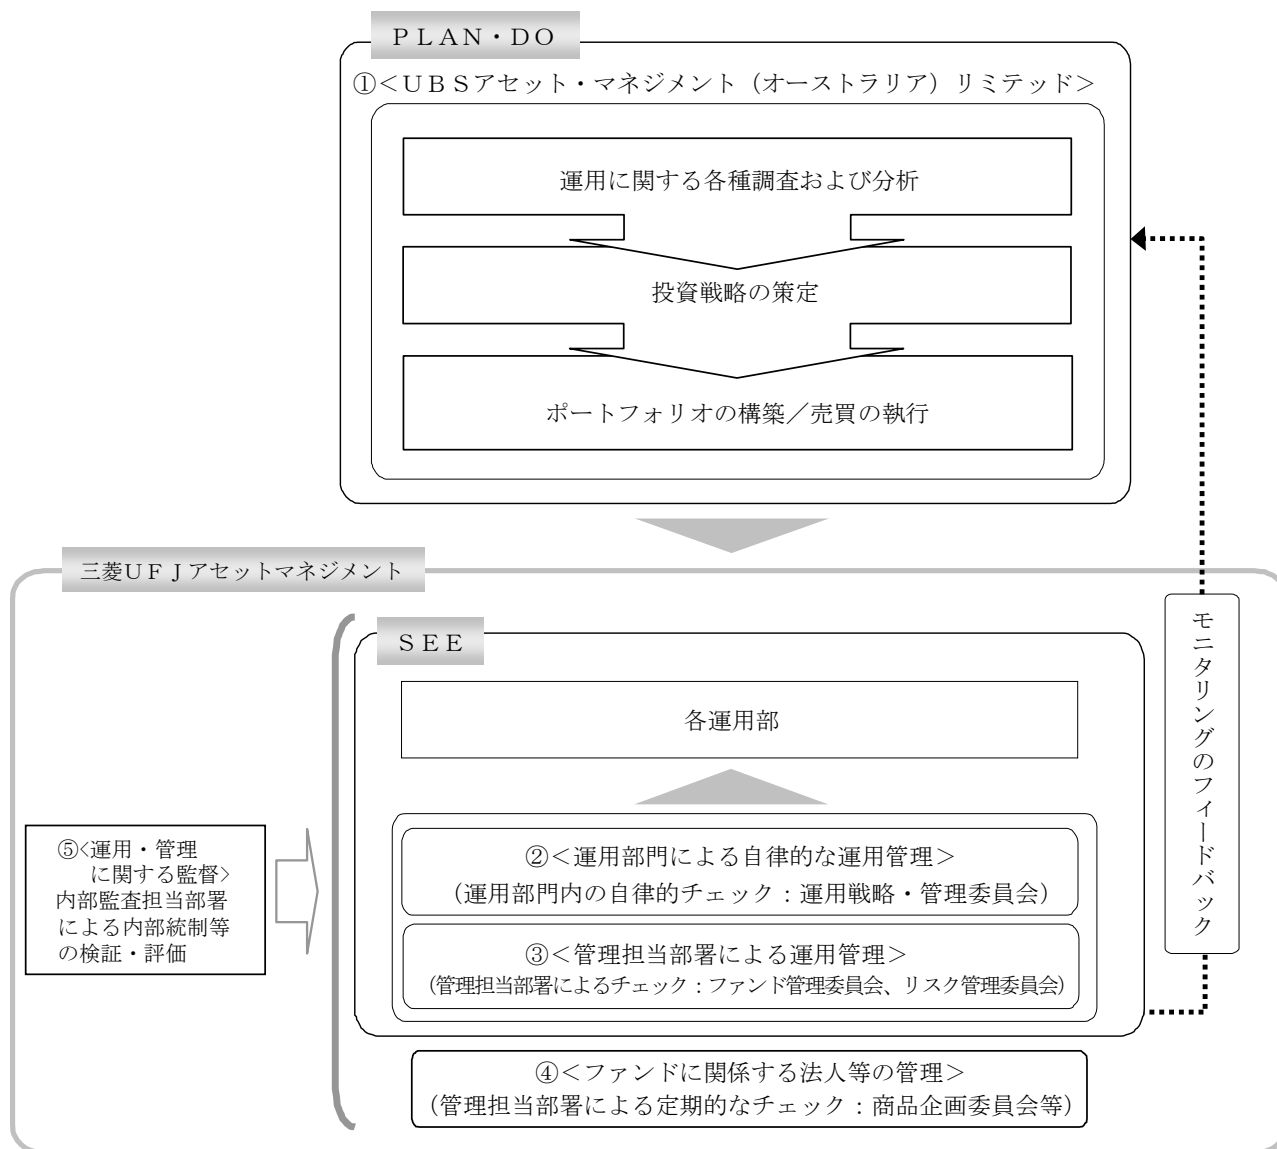 ＰＬＡＮ・ＤＯ
①＜ＵＢＳアセット・マネジメント（オーストラリア）リミテッド＞
運用に関する各種調査および分析
投資戦略の策定
ポートフォリオの構築／売買の執行
三菱ＵＦＪアセットマネジメント
ＳＥＥ
各運用部
②＜運用部門による自律的な運用管理＞
（運用部門内の自律的チェック：運用戦略・管理委員会）
③＜管理担当部署による運用管理＞
（管理担当部署によるチェック：ファンド管理委員会、リスク管理委員会）
④＜ファンドに関係する法人等の管理＞
（管理担当部署による定期的なチェック：商品企画委員会等）
⑤<運用・管理
に関する監督>
内部監査担当部署
による内部統制等
の検証・評価
モニタリングのフィードバック